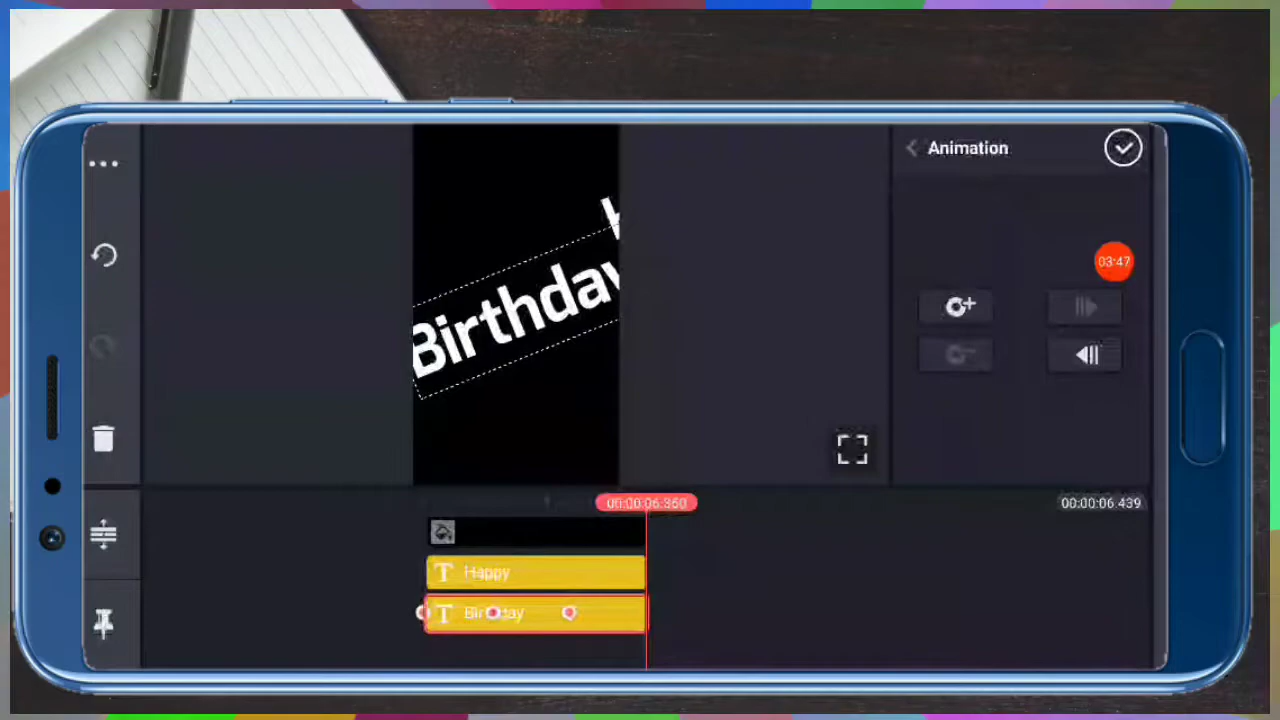 Animation
03:47
Birthday
00:00:06.360
00:00:06.439
T Happy
T Birthday